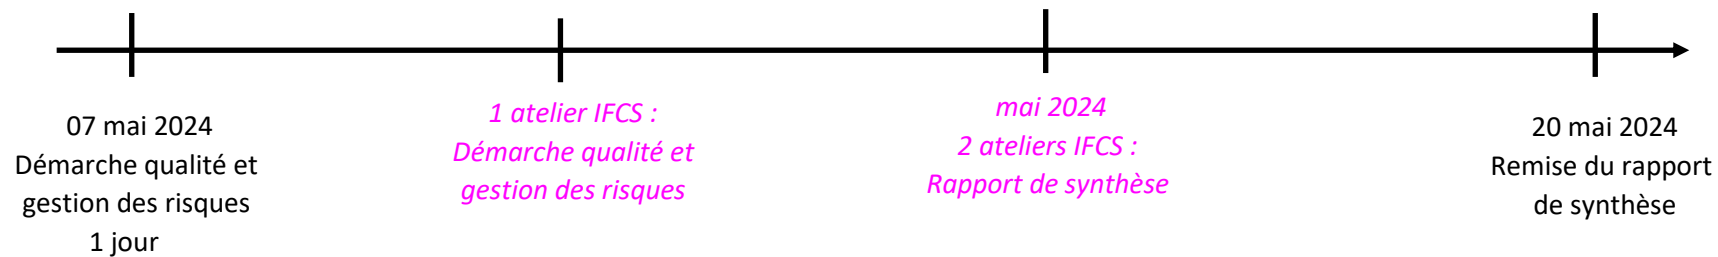 07 mai 2024
Démarche qualité et
gestion des risques
1 jour
1 atelier IFCS :
Démarche qualité et
gestion des risques
mai 2024
2 ateliers IFCS :
Rapport de synthèse
20 mai 2024
Remise du rapport
de synthèse